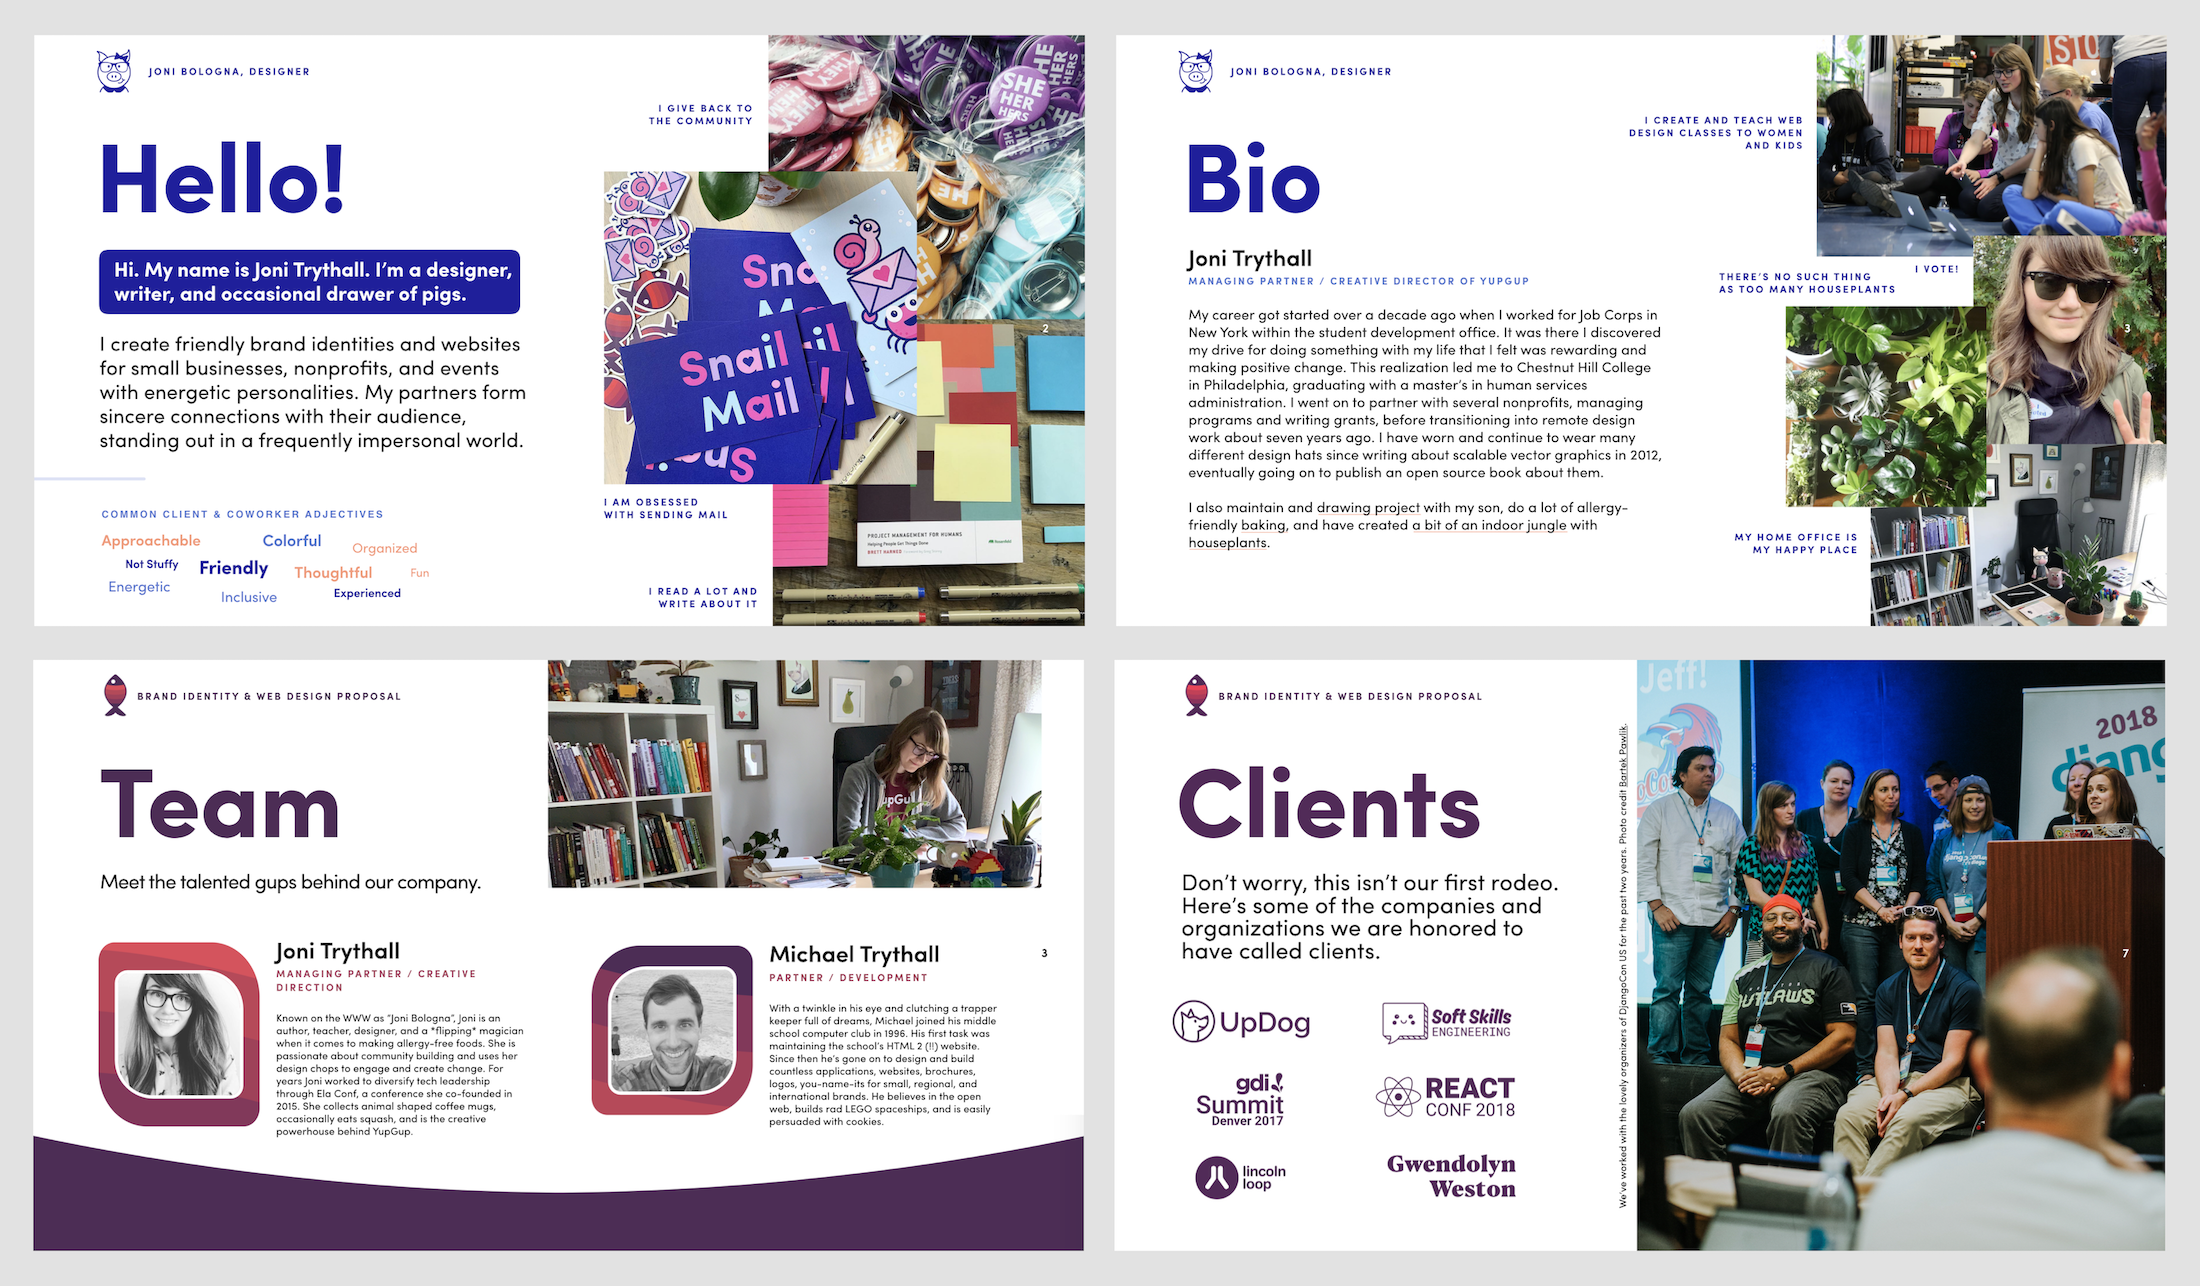 JONI BOLOGNA, DESIGNER
Hello!
Hi. My name is Joni Trythall. I'm a designer,
writer, and occasional drawer of pigs.
I create friendly brand identities and websites
for small businesses, nonprofits, and events
with energetic personalities. My partners form
sincere connections with their audience,
standing out in a frequently impersonal world.
COMMON CLIENT & COWORKER ADJECTIVES
Approachable
Colorful
Organized
Not Stuffy
Friendly
Thoughtful
Fun
Energetic
Inclusive
Experienced
I GIVE BACK TO
THE COMMUNITY
SHE
HER
HERS
Snail
Mail
2
I AM OBSESSED
WITH SENDING MAIL
PROJECT MANAGEMENT FOR HUMANS
Helping People Get Things Done
BRETT HARNED
I READ A LOT AND
WRITE ABOUT IT
JONI BOLOGNA, DESIGNER
Bio
Joni Trythall
MANAGING PARTNER / CREATIVE DIRECTOR OF YUPGUP
My career got started over a decade ago when I worked for Job Corps in
New York within the student development office. It was there I discovered
my drive for doing something with my life that I felt was rewarding and
making positive change. This realization led me to Chestnut Hill College
in Philadelphia, graduating with a master's in human services
administration. I went on to partner with several nonprofits, managing
programs and writing grants, before transitioning into remote design
work about seven years ago. I have worn and continue to wear many
different design hats since writing about scalable vector graphics in 2012,
eventually going on to publish an open source book about them.
I also maintain and drawing project with my son, do a lot of allergy-
friendly baking, and have created a bit of an indoor jungle with
houseplants.
I CREATE AND TEACH WEB
DESIGN CLASSES TO WOMEN
AND KIDS
STO
I VOTE!
THERE'S NO SUCH THING
AS TOO MANY HOUSEPLANTS
3
MY HOME OFFICE IS
MY HAPPY PLACE
BRAND IDENTITY & WEB DESIGN PROPOSAL
Team
Meet the talented gups behind our company.
upGu
Joni Trythall
MANAGING PARTNER / CREATIVE
DIRECTION
Known on the WWW as "Joni Bologna", Joni is an
author, teacher, designer, and a *flipping* magician
when it comes to making allergy-free foods. She is
passionate about community building and uses her
design chops to engage and create change. For
years Joni worked to diversify tech leadership
through Ela Conf, a conference she co-founded in
2015. She collects animal shaped coffee mugs,
occasionally eats squash, and is the creative
powerhouse behind YupGup.
Michael Trythall
PARTNER / DEVELOPMENT
With a twinkle in his eye and clutching a trapper
keeper full of dreams, Michael joined his middle
school computer club in 1996. His first task was
maintaining the school's HTML 2 (!!) website.
Since then he's gone on to design and build
countless applications, websites, brochures,
logos, you-name-its for small, regional, and
international brands. He believes in the open
web, builds rad LEGO spaceships, and is easily
persuaded with cookies.
3
BRAND IDENTITY & WEB DESIGN PROPOSAL
Clients
Don't worry, this isn't our first rodeo.
Here's some of the companies and
organizations we are honored to
have called clients.
UpDog
Soft Skills
ENGINEERING
gdi
Summit
Denver 2017
REACT
CONF 2018
lincoln
loop
Gwendolyn
Weston
We've worked with the lovely organizers of DjangoCon US for the past two years. Photo credit Bartek Pawlik.
Jeff!
2018
djang
OUTLAWS
7